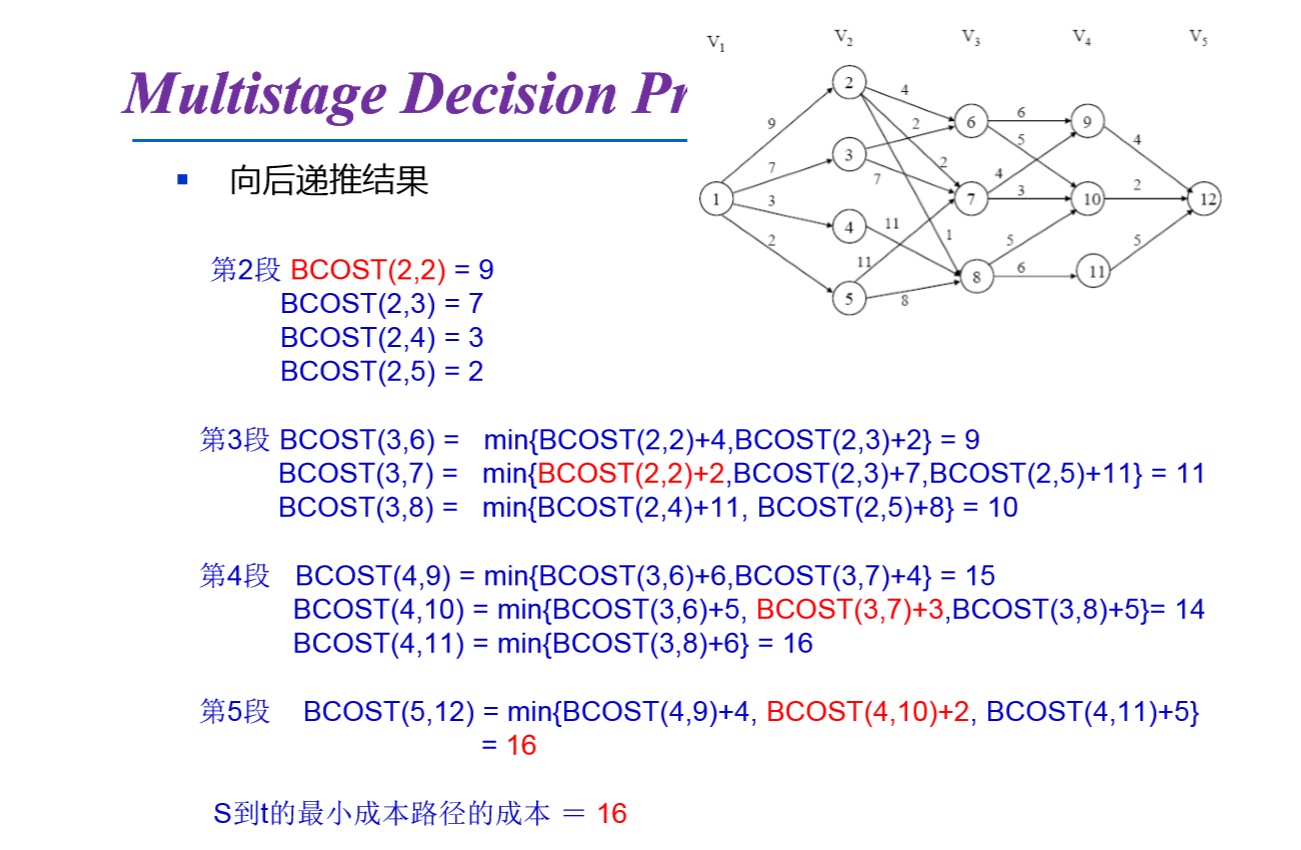 V₁ V₂ V₃ V₄ V₅
Multistage Decision Pr
向后递推结果
2 4 6 6 9
9 2 5 4
3
7 7 2 4
1 3 7 3 10 2 12
4 11 1 5
2 11 8 6 11 5
5 8
第2段 BCOST(2,2) = 9
BCOST(2,3) = 7
BCOST(2,4) = 3
BCOST(2,5) = 2
第3段 BCOST(3,6) = min{BCOST(2,2)+4,BCOST(2,3)+2} = 9
BCOST(3,7) = min{BCOST(2,2)+2,BCOST(2,3)+7,BCOST(2,5)+11} = 11
BCOST(3,8) = min{BCOST(2,4)+11, BCOST(2,5)+8} = 10
第4段 BCOST(4,9) = min{BCOST(3,6)+6,BCOST(3,7)+4} = 15
BCOST(4,10) = min{BCOST(3,6)+5, BCOST(3,7)+3,BCOST(3,8)+5}= 14
BCOST(4,11) = min{BCOST(3,8)+6} = 16
第5段 BCOST(5,12) = min{BCOST(4,9)+4, BCOST(4,10)+2, BCOST(4,11)+5}
= 16
S到t的最小成本路径的成本 = 16